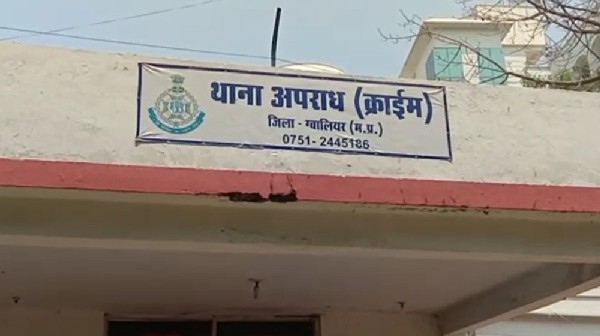 थाना अपराध (क्राईम)
जिला - ग्वालियर (म.प्र.)
0751- 2445186